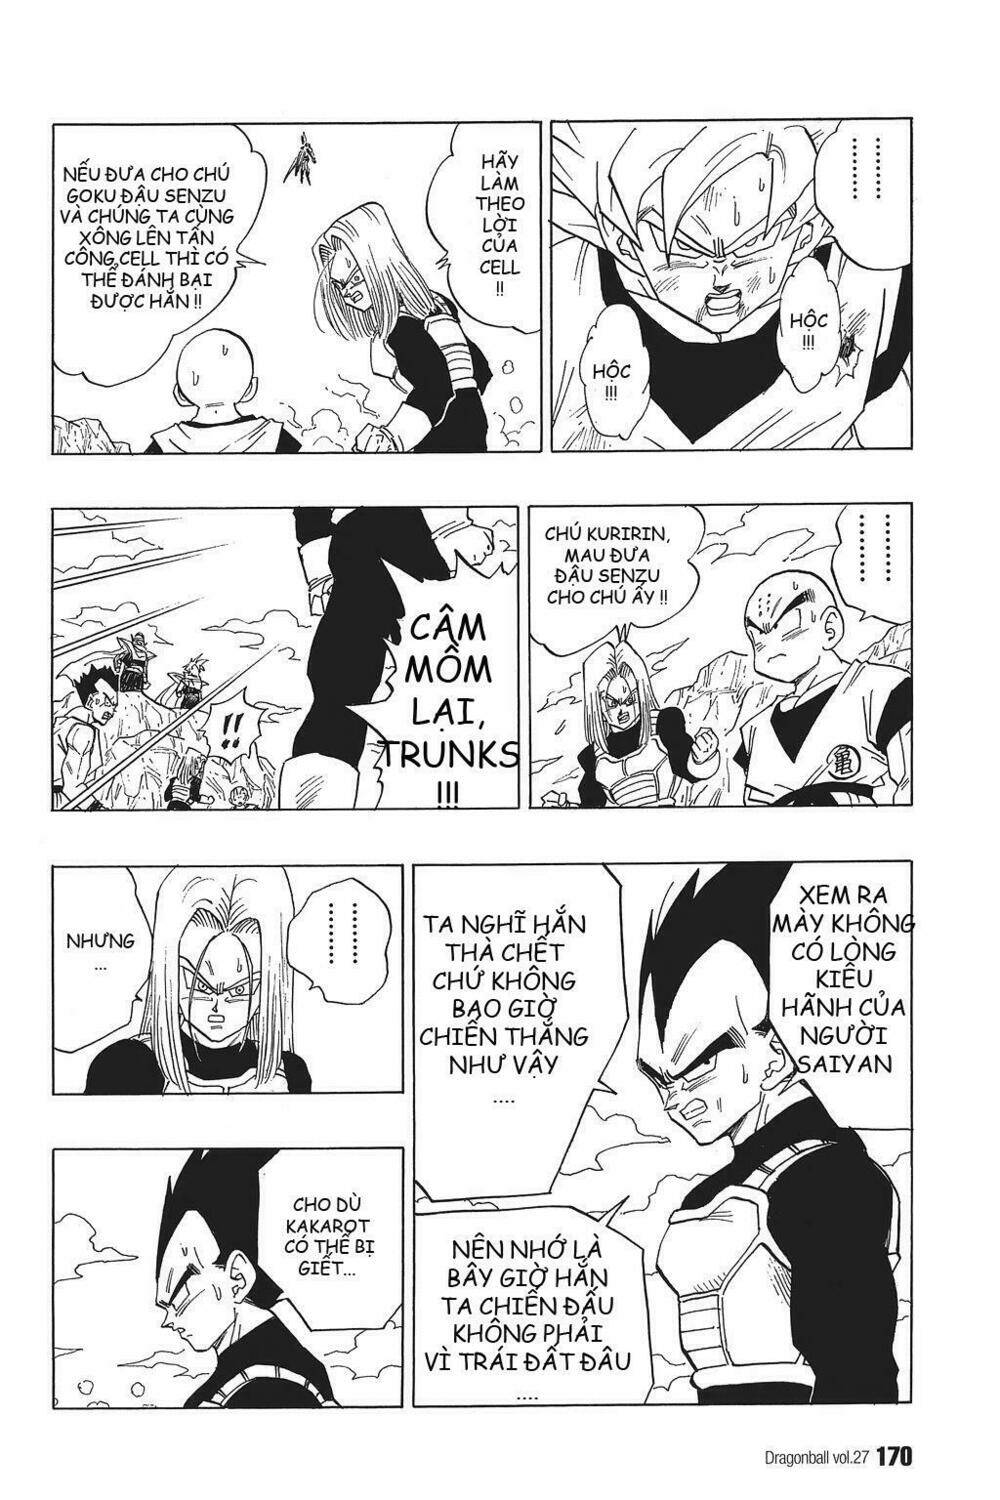 ......
......
HỘC
!!!
HỘC
!!!
HÃY
LÀM
THEO
LỜI
CỦA
CELL
!!
NẾU ĐƯA CHO CHÚ
GOKU ĐẬU SENZU
VÀ CHÚNG TA CÙNG
XÔNG LÊN TẤN
CÔNG CELL THÌ CÓ
THỂ ĐÁNH BẠI
ĐƯỢC HẮN !!
......
......
CHÚ KURIRIN,
MAU ĐƯA
ĐẬU SENZU
CHO CHÚ ẤY !!
亀
CÂM
MỒM
LẠI,
TRUNKS
!!!
!!
XEM RA
MÀY KHÔNG
CÓ LÒNG
KIÊU
HÃNH CỦA
NGƯỜI
SAIYAN
TA NGHĨ HẮN
THÀ CHẾT
CHỨ KHÔNG
BAO GIỜ
CHIẾN THẮNG
NHƯ VẬY
....
NÊN NHỚ LÀ
BÂY GIỜ HẮN
TA CHIẾN ĐẤU
KHÔNG PHẢI
VÌ TRÁI ĐẤT ĐÂU
....
......
......
NHƯNG
...
CHO DÙ
KAKAROT
CÓ THỂ BỊ
GIẾT...
Dragonball vol.27 170